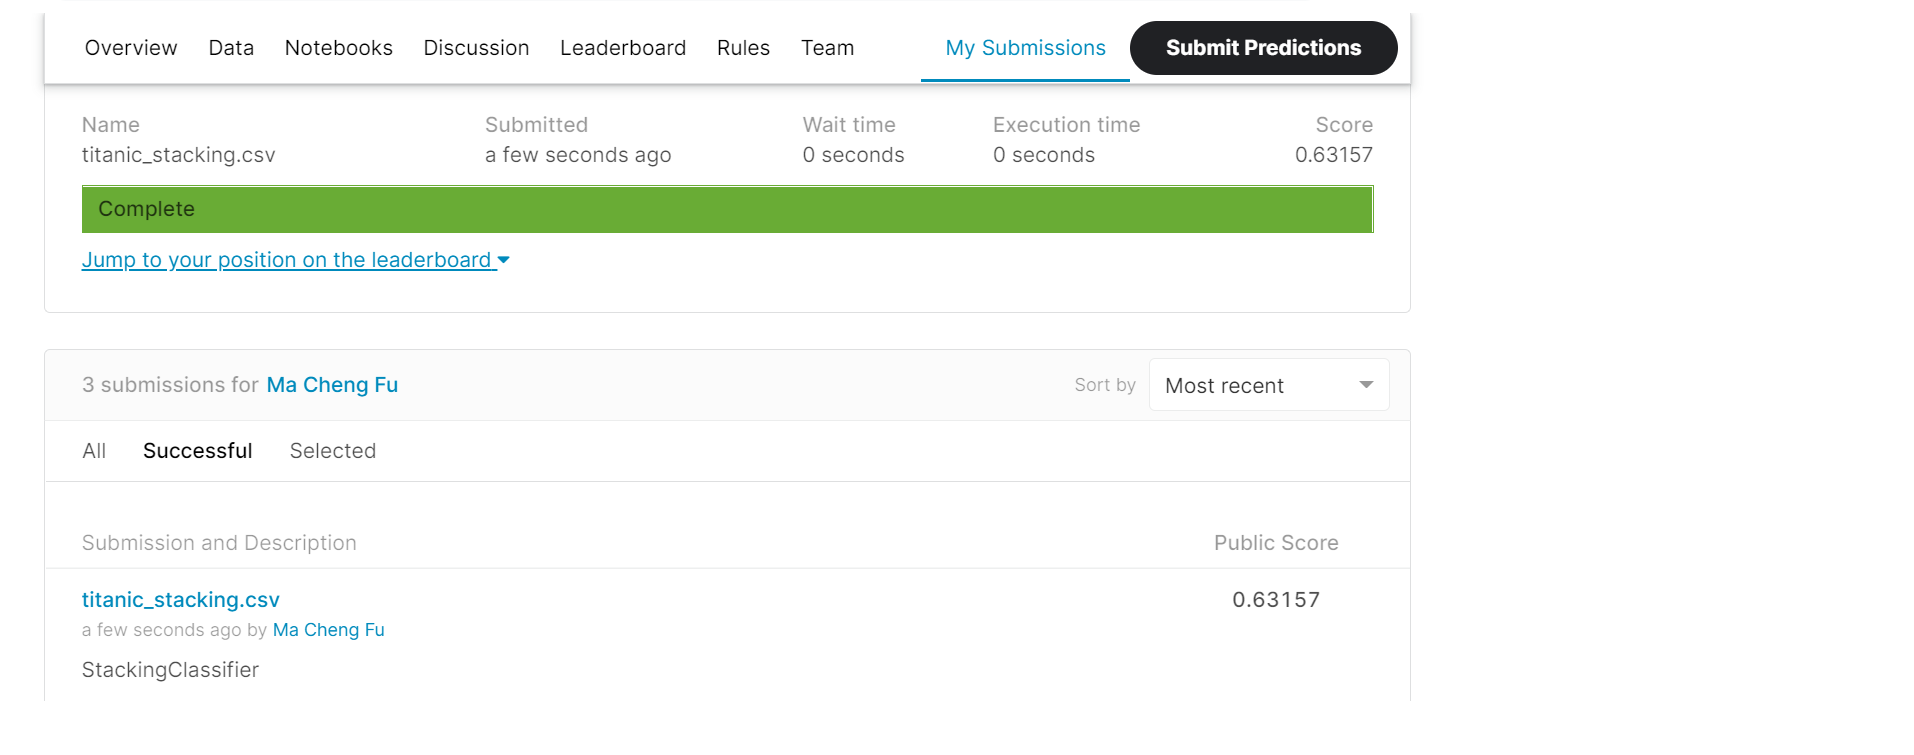 Overview Data Notebooks Discussion Leaderboard Rules Team My Submissions Submit Predictions
Name Submitted Wait time Execution time Score
titanic_stacking.csv a few seconds ago 0 seconds 0 seconds 0.63157
Complete
Jump to your position on the leaderboard
3 submissions for Ma Cheng Fu Sort by Most recent
All Successful Selected
Submission and Description Public Score
titanic_stacking.csv 0.63157
a few seconds ago by Ma Cheng Fu
StackingClassifier